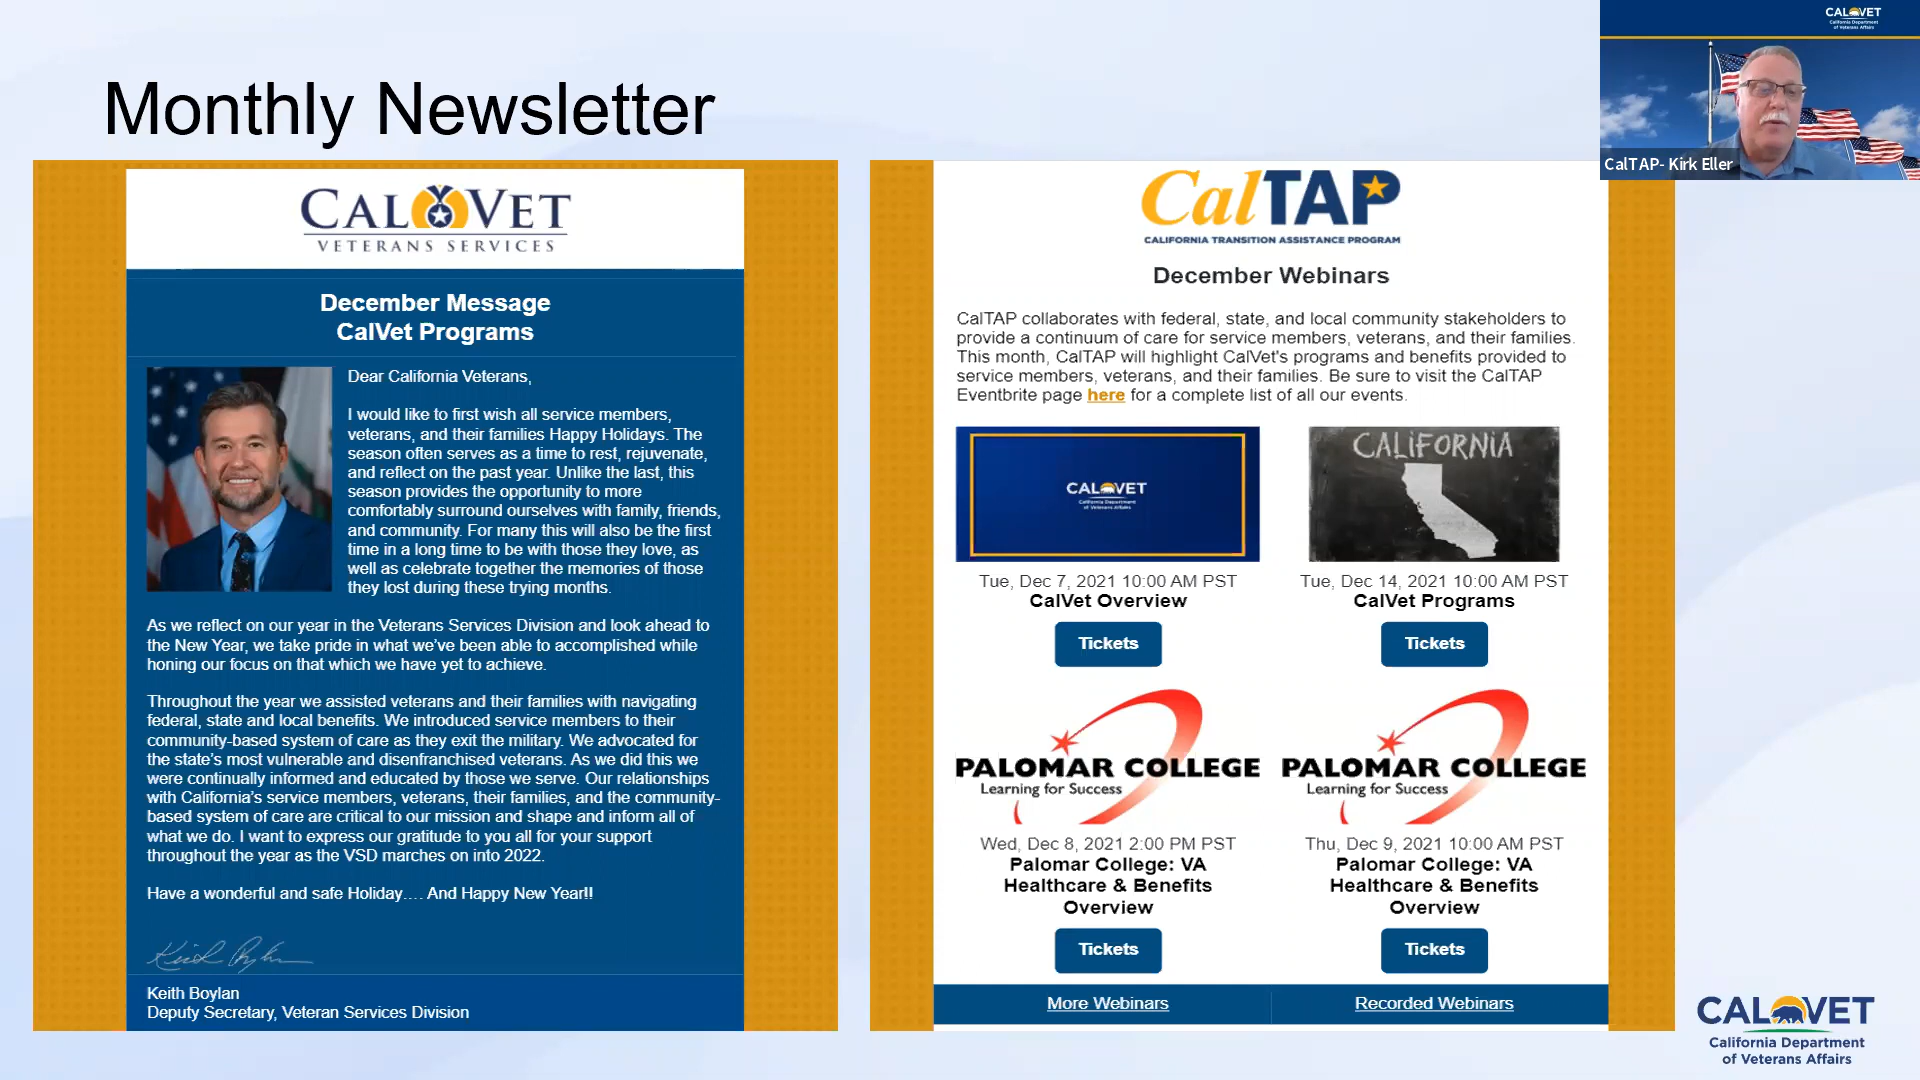 Monthly Newsletter
CALVET
VETERANS SERVICES
December Message
CalVet Programs
Dear California Veterans,
I would like to first wish all service members,
veterans, and their families Happy Holidays. The
season often serves as a time to rest, rejuvenate,
and reflect on the past year. Unlike the last, this
season provides the opportunity to more
comfortably surround ourselves with family, friends,
and community. For many this will also be the first
time in a long time to be with those they love, as
well as celebrate together the memories of those
they lost during these trying months.
As we reflect on our year in the Veterans Services Division and look ahead to
the New Year, we take pride in what we've been able to accomplished while
honing our focus on that which we have yet to achieve.
Throughout the year we assisted veterans and their families with navigating
federal, state and local benefits. We introduced service members to their
community-based system of care as they exit the military. We advocated for
the state's most vulnerable and disenfranchised veterans. As we did this we
were continually informed and educated by those we serve. Our relationships
with California's service members, veterans, their families, and the community-
based system of care are critical to our mission and shape and inform all of
what we do. I want to express our gratitude to you all for your support
throughout the year as the VSD marches on into 2022.
Have a wonderful and safe Holiday…. And Happy New Year!!
Keith Boylan
Deputy Secretary, Veteran Services Division
CalTAP
CALIFORNIA TRANSITION ASSISTANCE PROGRAM
December Webinars
CalTAP collaborates with federal, state, and local community stakeholders to
provide a continuum of care for service members, veterans, and their families.
This month, CalTAP will highlight CalVet's programs and benefits provided to
service members, veterans, and their families. Be sure to visit the CalTAP
Eventbrite page here for a complete list of all our events.
CALVET
California Department
of Veterans Affairs
Tue, Dec 7, 2021 10:00 AM PST
CalVet Overview
Tickets
CALIFORNIA
Tue, Dec 14, 2021 10:00 AM PST
CalVet Programs
Tickets
PALOMAR COLLEGE
Learning for Success
Wed, Dec 8, 2021 2:00 PM PST
Palomar College: VA
Healthcare & Benefits
Overview
Tickets
PALOMAR COLLEGE
Learning for Success
Thu, Dec 9, 2021 10:00 AM PST
Palomar College: VA
Healthcare & Benefits
Overview
Tickets
More Webinars
Recorded Webinars
CALVET
California Department
of Veterans Affairs
CalTAP- Kirk Eller
CALVET
California Department
of Veterans Affairs